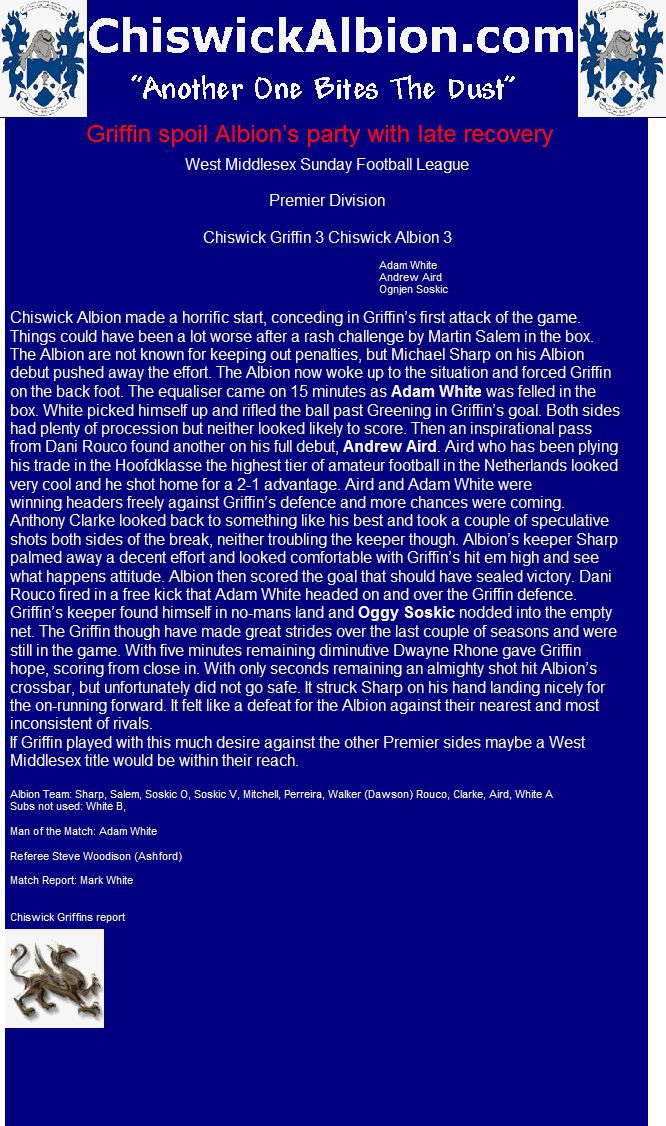 ChiswickAlbion.com
“Another One Bites The Dust”
Griffin spoil Albion’s party with late recovery
West Middlesex Sunday Football League
Premier Division
Chiswick Griffin 3 Chiswick Albion 3
Adam White
Andrew Aird
Ognjen Soskic
Chiswick Albion made a horrific start, conceding in Griffin’s first attack of the game.
Things could have been a lot worse after a rash challenge by Martin Salem in the box.
The Albion are not known for keeping out penalties, but Michael Sharp on his Albion
debut pushed away the effort. The Albion now woke up to the situation and forced Griffin
on the back foot. The equaliser came on 15 minutes as Adam White was felled in the
box. White picked himself up and rifled the ball past Greening in Griffin’s goal. Both sides
had plenty of procession but neither looked likely to score. Then an inspirational pass
from Dani Rouco found another on his full debut, Andrew Aird. Aird who has been plying
his trade in the Hoofdklasse the highest tier of amateur football in the Netherlands looked
very cool and he shot home for a 2-1 advantage. Aird and Adam White were
winning headers freely against Griffin’s defence and more chances were coming.
Anthony Clarke looked back to something like his best and took a couple of speculative
shots both sides of the break, neither troubling the keeper though. Albion’s keeper Sharp
palmed away a decent effort and looked comfortable with Griffin’s hit em high and see
what happens attitude. Albion then scored the goal that should have sealed victory. Dani
Rouco fired in a free kick that Adam White headed on and over the Griffin defence.
Griffin’s keeper found himself in no-mans land and Oggy Soskic nodded into the empty
net. The Griffin though have made great strides over the last couple of seasons and were
still in the game. With five minutes remaining diminutive Dwayne Rhone gave Griffin
hope, scoring from close in. With only seconds remaining an almighty shot hit Albion’s
crossbar, but unfortunately did not go safe. It struck Sharp on his hand landing nicely for
the on-running forward. It felt like a defeat for the Albion against their nearest and most
inconsistent of rivals.
If Griffin played with this much desire against the other Premier sides maybe a West
Middlesex title would be within their reach.
Albion Team: Sharp, Salem, Soskic O, Soskic V, Mitchell, Perreira, Walker (Dawson) Rouco, Clarke, Aird, White A
Subs not used: White B,
Man of the Match: Adam White
Referee Steve Woodison (Ashford)
Match Report: Mark White
Chiswick Griffins report